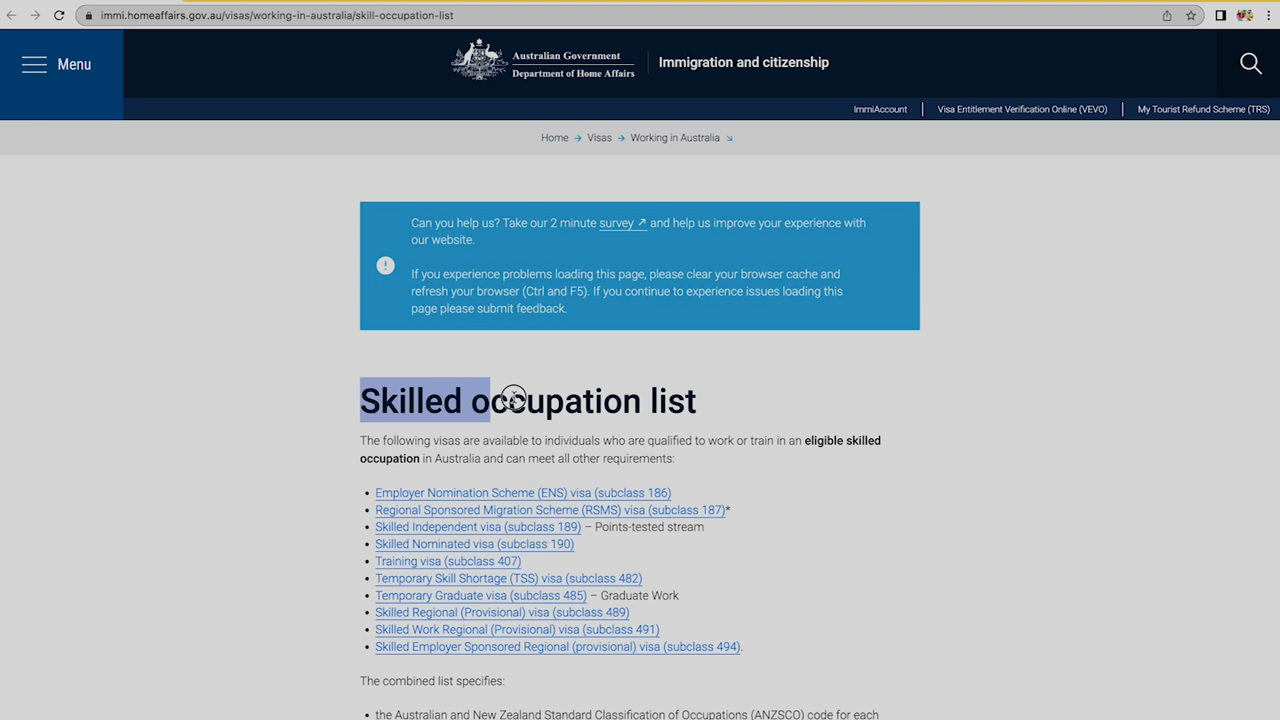 immi.homeaffairs.gov.au/visas/working-in-australia/skill-occupation-list
Menu
Australian Government
Department of Home Affairs
Immigration and citizenship
ImmiAccount
Visa Entitlement Verification Online (VEVO)
My Tourist Refund Scheme (TRS)
Home → Visas → Working in Australia ↘
Can you help us? Take our 2 minute survey ↗ and help us improve your experience with
our website.
If you experience problems loading this page, please clear your browser cache and
refresh your browser (Ctrl and F5). If you continue to experience issues loading this
page please submit feedback.
Skilled occupation list
The following visas are available to individuals who are qualified to work or train in an eligible skilled
occupation in Australia and can meet all other requirements:
• Employer Nomination Scheme (ENS) visa (subclass 186)
• Regional Sponsored Migration Scheme (RSMS) visa (subclass 187)*
• Skilled Independent visa (subclass 189) – Points-tested stream
• Skilled Nominated visa (subclass 190)
• Training visa (subclass 407)
• Temporary Skill Shortage (TSS) visa (subclass 482)
• Temporary Graduate visa (subclass 485) – Graduate Work
• Skilled Regional (Provisional) visa (subclass 489)
• Skilled Work Regional (Provisional) visa (subclass 491)
• Skilled Employer Sponsored Regional (provisional) visa (subclass 494).
The combined list specifies:
• the Australian and New Zealand Standard Classification of Occupations (ANZSCO) code for each